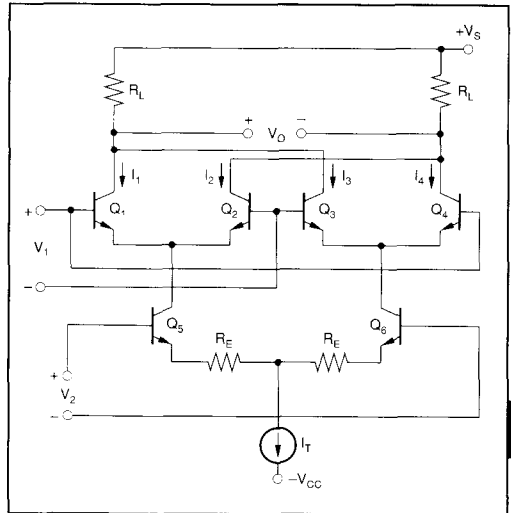 +V_S
R_L
R_L
+ V_O −
I_1
I_2
I_3
I_4
+
Q_1
Q_2
Q_3
Q_4
V_1
−
Q_5
Q_6
R_E
R_E
+
V_2
−
I_T
−V_CC